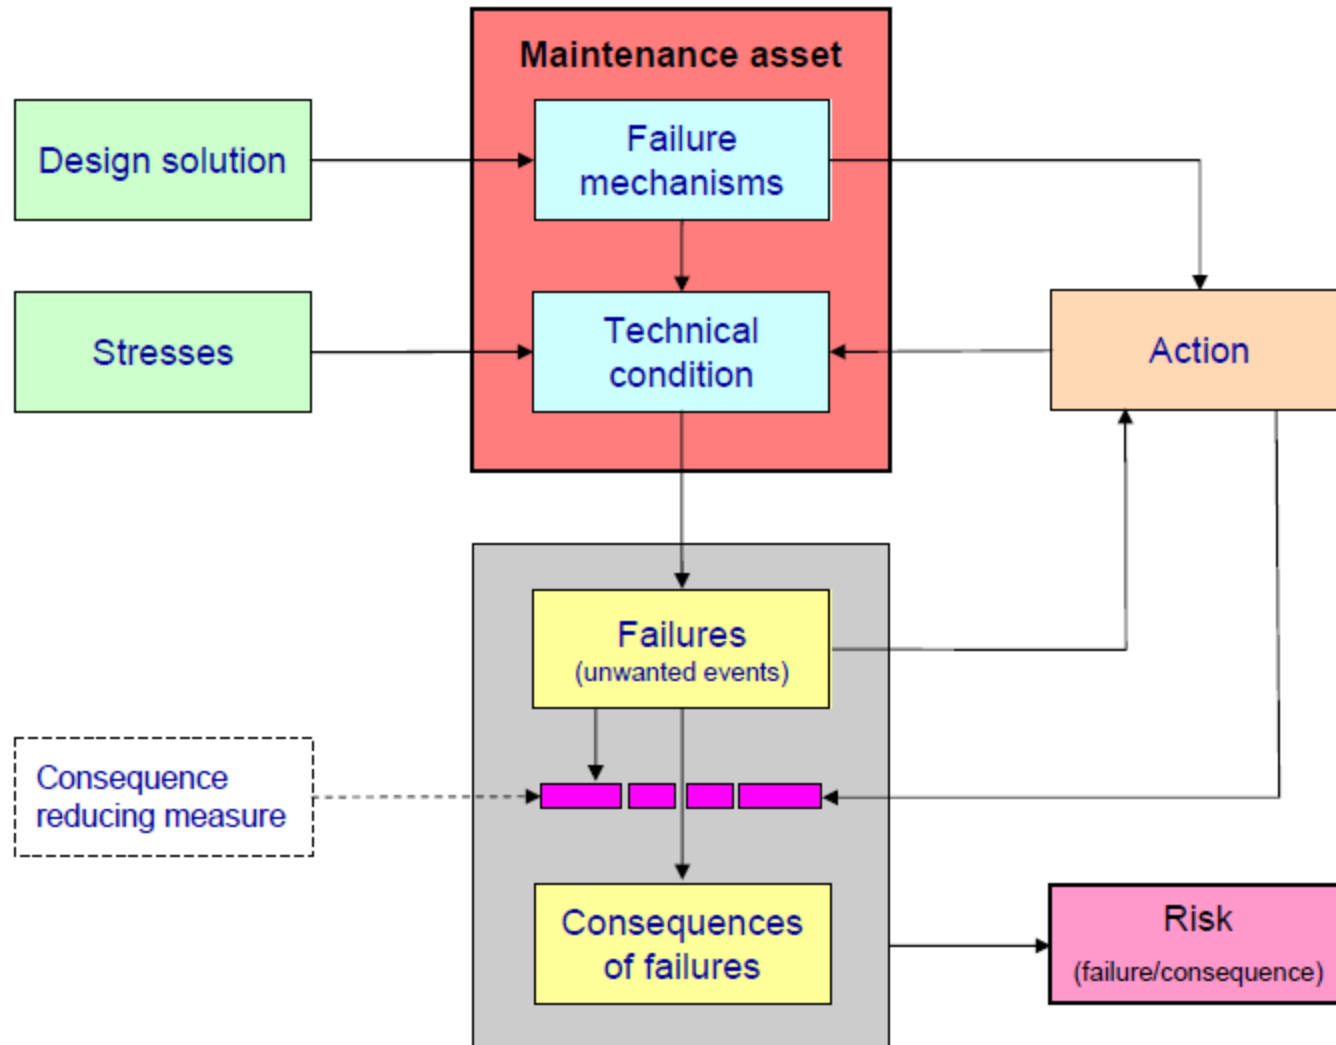 Maintenance asset
Design solution
Failure
mechanisms
Stresses
Technical
condition
Action
Failures
(unwanted events)
Consequence
reducing measure
Consequences
of failures
Risk
(failure/consequence)